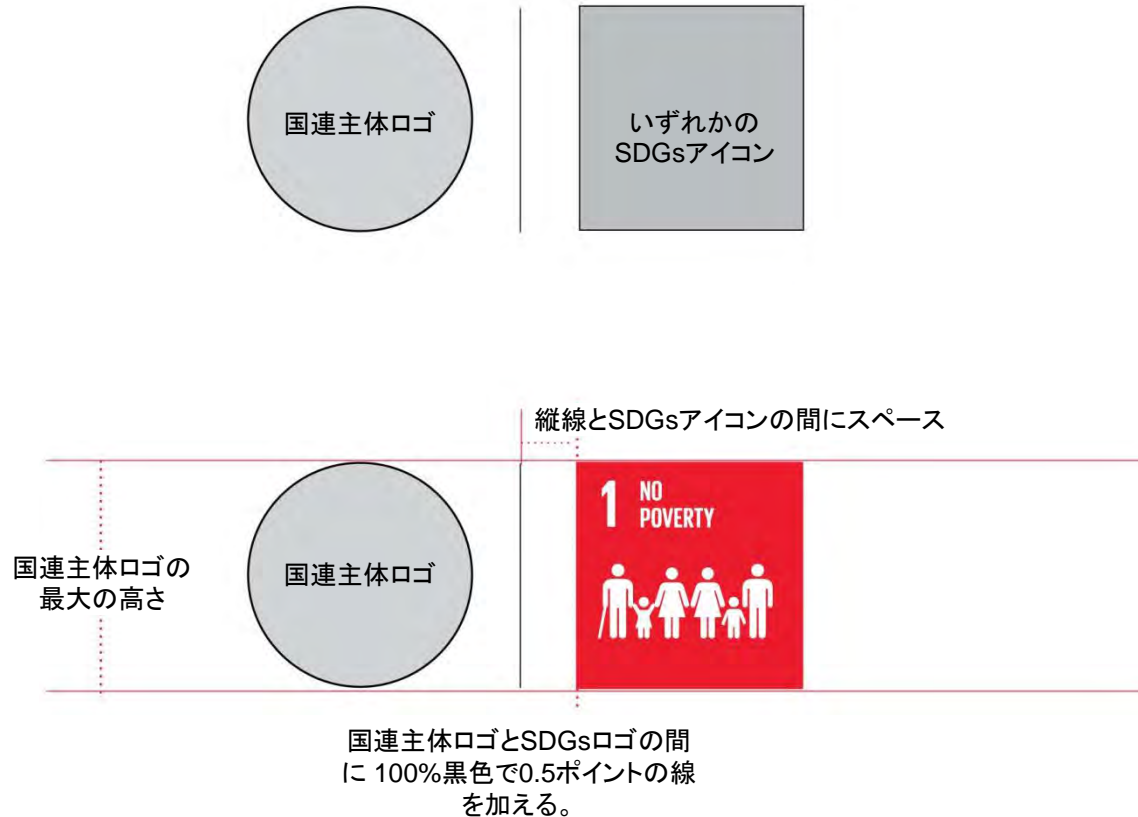 国連主体ロゴ
いずれかの
SDGsアイコン
縦線とSDGsアイコンの間にスペース
1 NO
POVERTY
国連主体ロゴの
最大の高さ
国連主体ロゴ
国連主体ロゴとSDGsロゴの間
に 100%黒色で0.5ポイントの線
を加える。